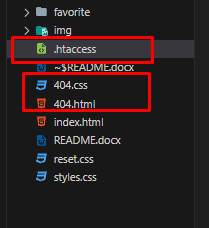 favorite
img
.htaccess
~$README.docx
404.css
404.html
index.html
README.docx
reset.css
styles.css